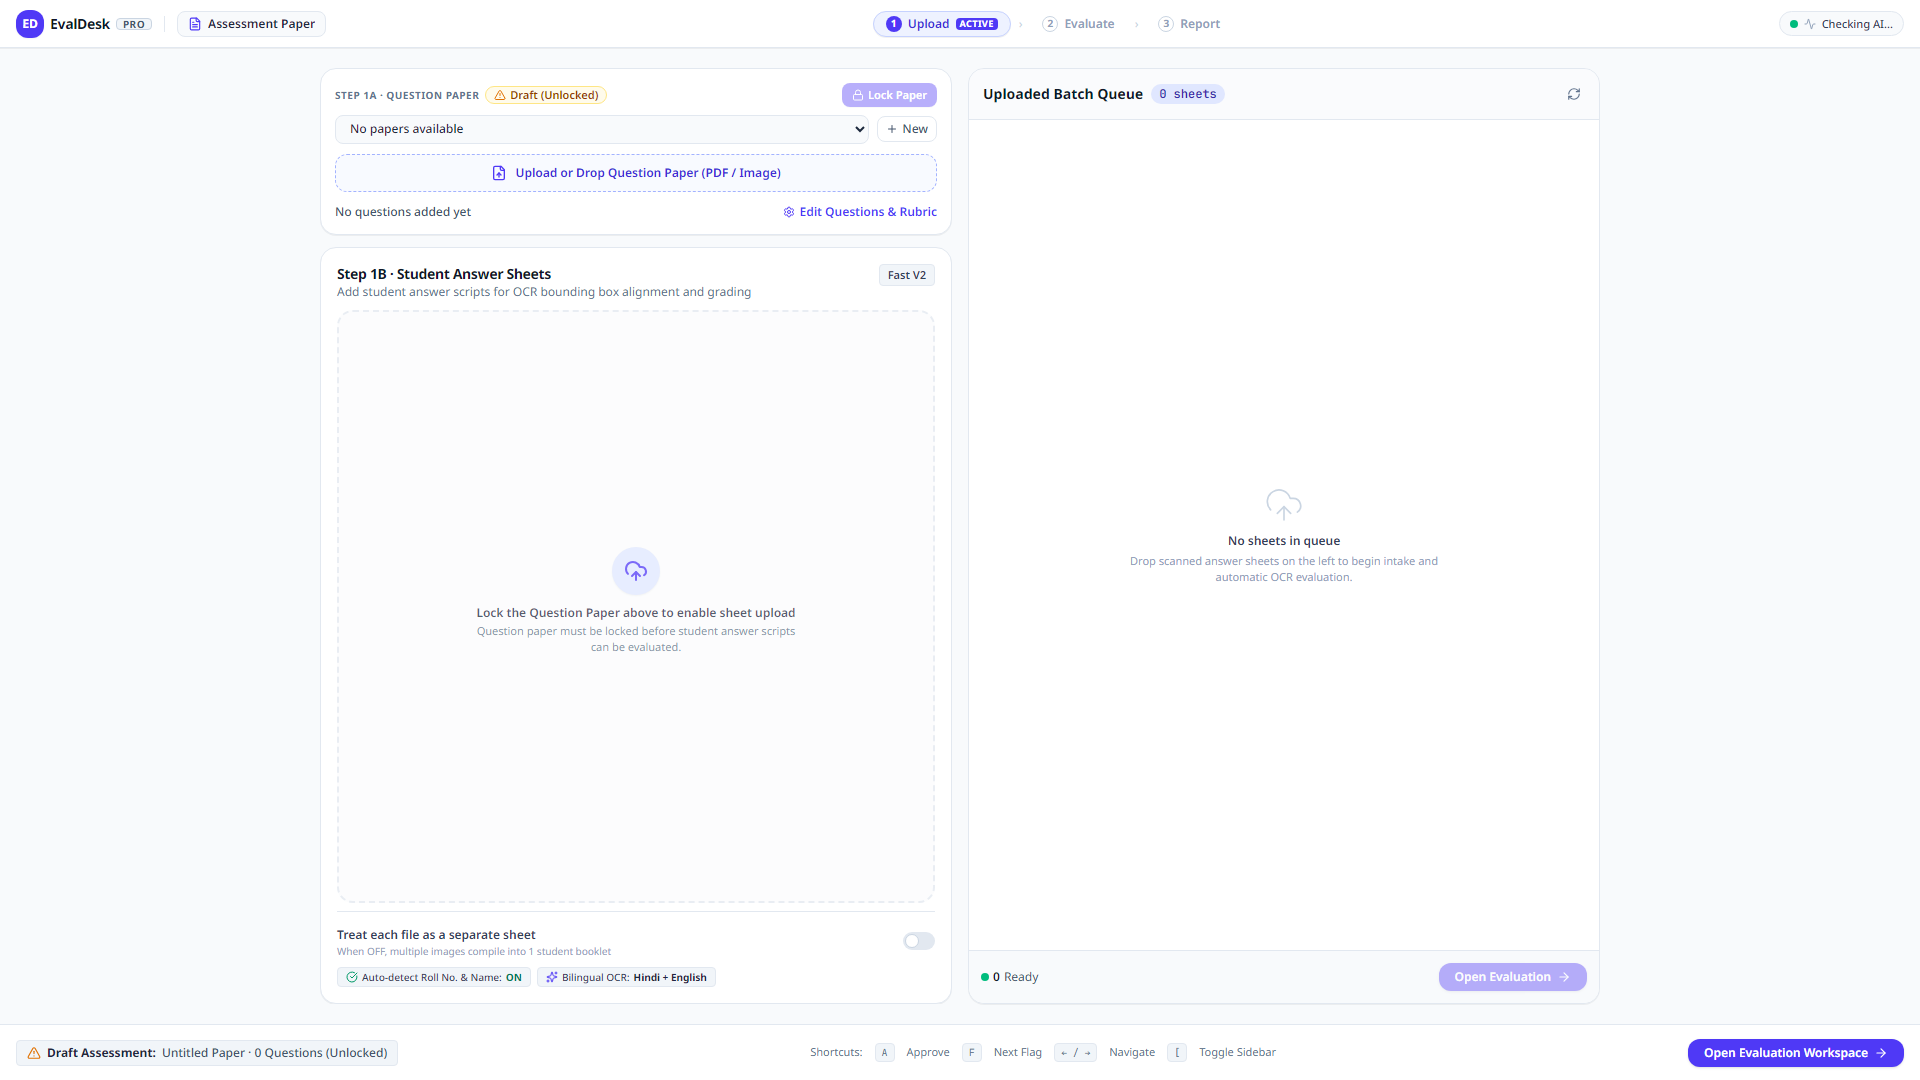 ED EvalDesk PRO
Assessment Paper
1 Upload ACTIVE › 2 Evaluate › 3 Report
Checking AI...
STEP 1A · QUESTION PAPER
Draft (Unlocked)
Lock Paper
No papers available
+ New
Upload or Drop Question Paper (PDF / Image)
No questions added yet
Edit Questions & Rubric
Step 1B · Student Answer Sheets
Fast V2
Add student answer scripts for OCR bounding box alignment and grading
Lock the Question Paper above to enable sheet upload
Question paper must be locked before student answer scripts
can be evaluated.
Treat each file as a separate sheet
When OFF, multiple images compile into 1 student booklet
Auto-detect Roll No. & Name: ON
Bilingual OCR: Hindi + English
Uploaded Batch Queue 0 sheets
No sheets in queue
Drop scanned answer sheets on the left to begin intake and
automatic OCR evaluation.
0 Ready
Open Evaluation →
Draft Assessment: Untitled Paper · 0 Questions (Unlocked)
Shortcuts: A Approve F Next Flag ← / → Navigate [ Toggle Sidebar
Open Evaluation Workspace →